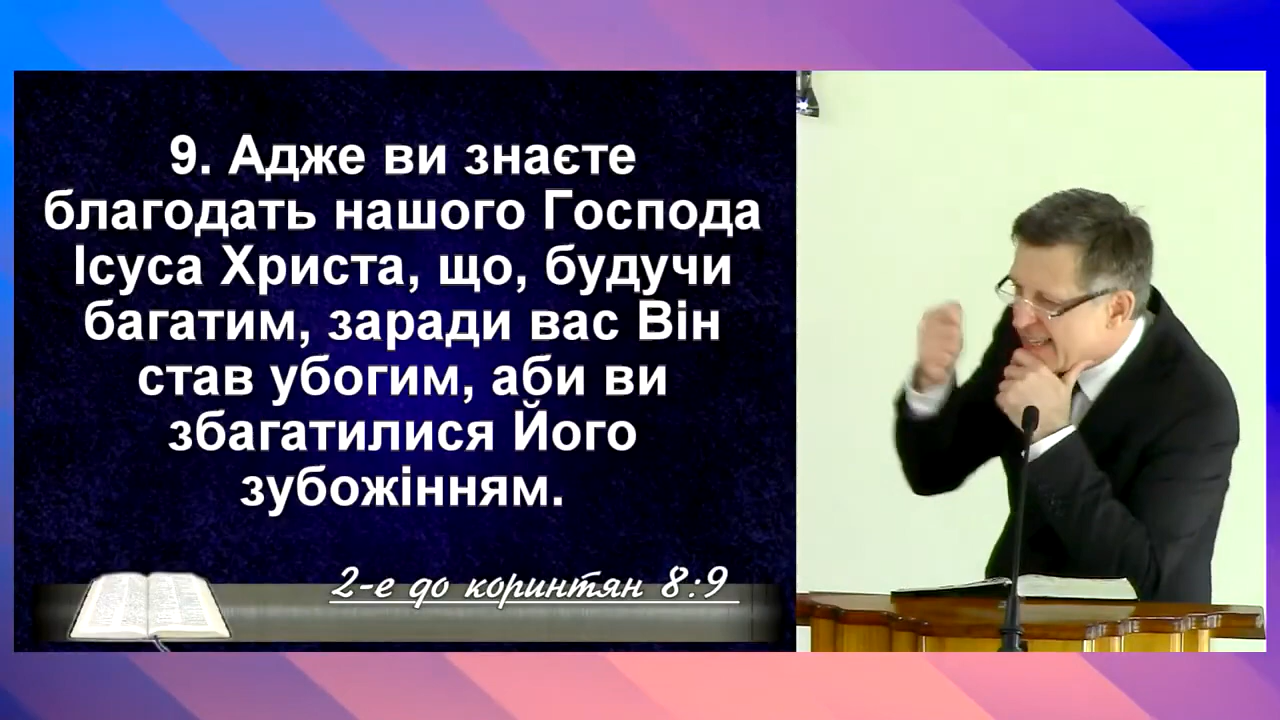 9. Адже ви знаєте
благодать нашого Господа
Ісуса Христа, що, будучи
багатим, заради вас Він
став убогим, аби ви
збагатилися Його
зубожінням.
2-е до коринтян 8:9